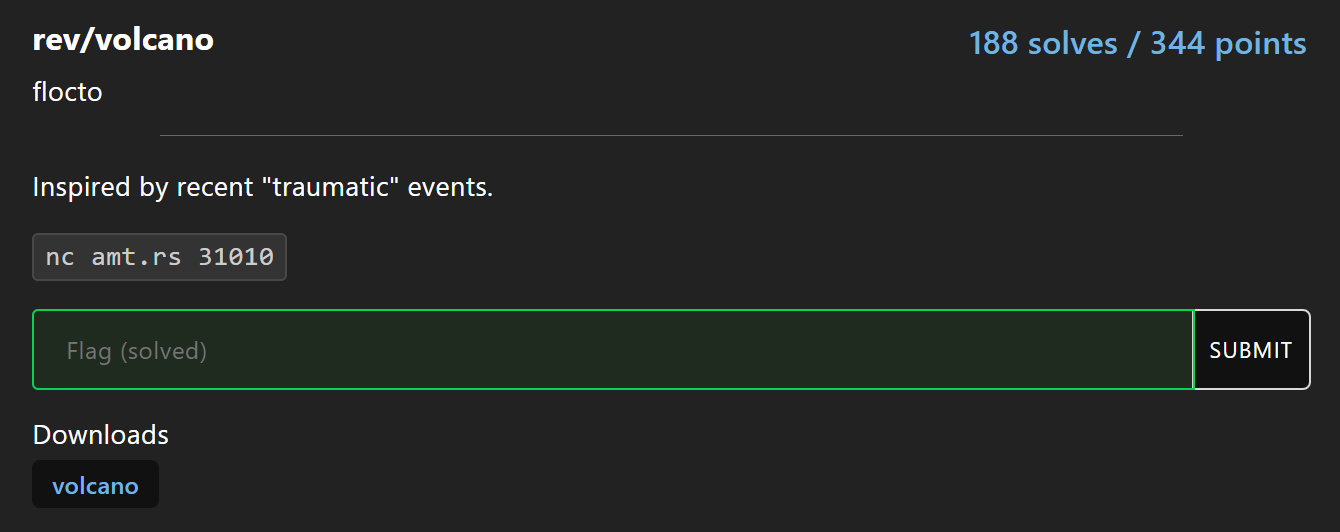 rev/volcano
188 solves / 344 points
flocto
Inspired by recent "traumatic" events.
nc amt.rs 31010
Flag (solved)
SUBMIT
Downloads
volcano